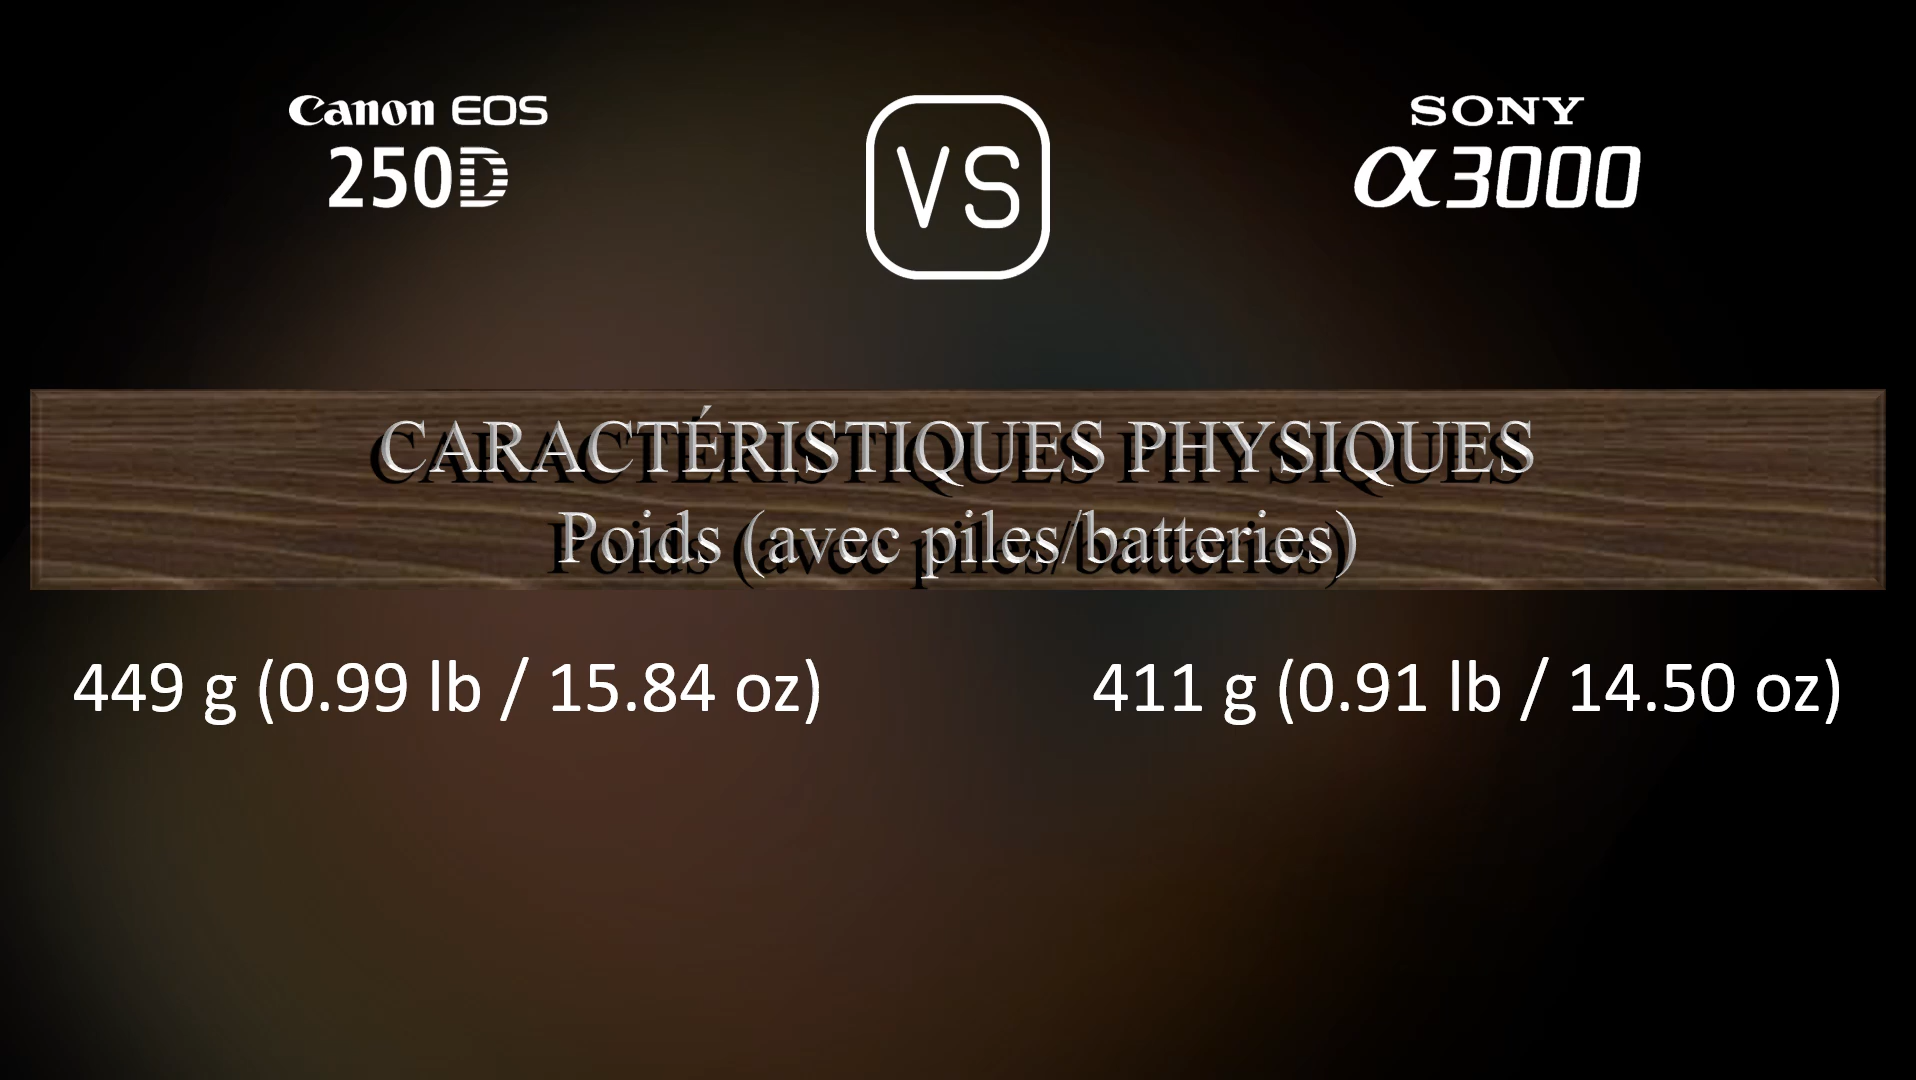 Canon EOS
250D
VS
SONY
α3000
CARACTÉRISTIQUES PHYSIQUES
Poids (avec piles/batteries)
449 g (0.99 lb / 15.84 oz)
411 g (0.91 lb / 14.50 oz)